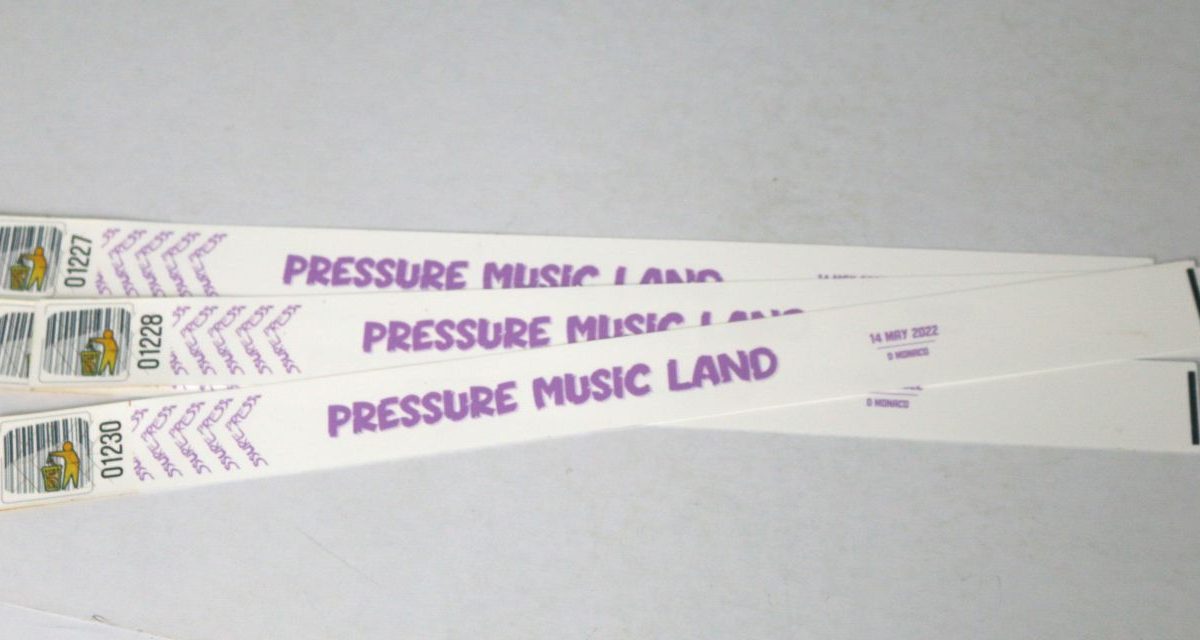 01227
PRESSURE MUSIC LAND
01228
PRESSURE MUSIC LAND
01230
PRESSURE MUSIC LAND
14 MAY 2022
D MONACO
D MONACO